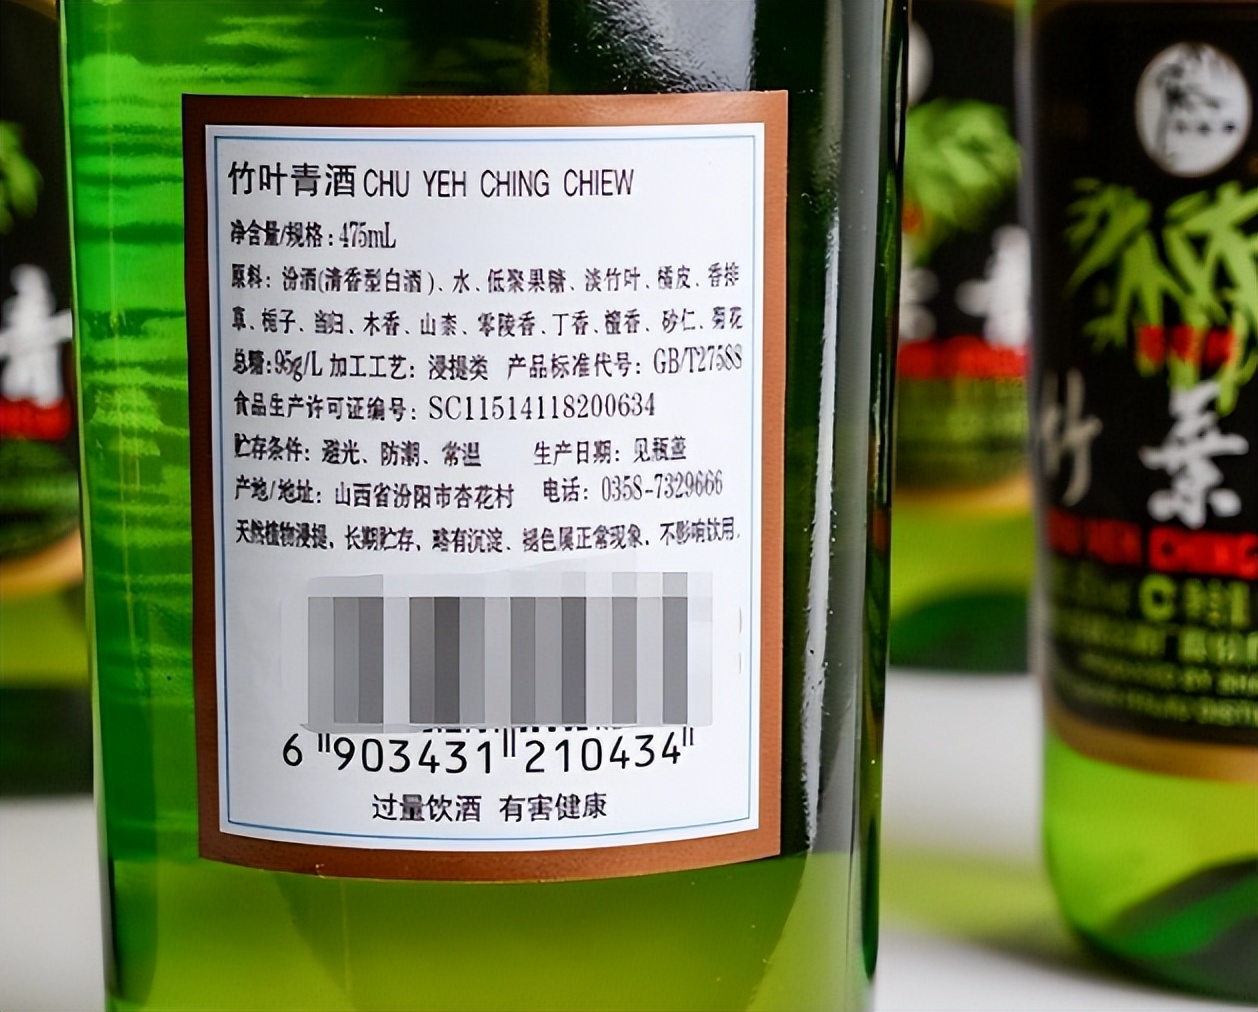 竹叶青酒 CHU YEH CHING CHIEW
净含量/规格：475mL
原料：汾酒(清香型白酒)、水、低聚果糖、淡竹叶、橘皮、香排
草、栀子、当归、木香、山柰、零陵香、丁香、檀香、砂仁、菊花
总糖：95g/L 加工工艺：浸提类 产品标准代号：GB/T27588
食品生产许可证编号：SC11514118200634
贮存条件：避光、防潮、常温 生产日期：见瓶盖
产地/地址：山西省汾阳市杏花村 电话：0358-7329666
天然植物浸提，长期贮存，略有沉淀、褪色属正常现象，不影响饮用。
6 903431 210434
过量饮酒 有害健康
竹
葉
青